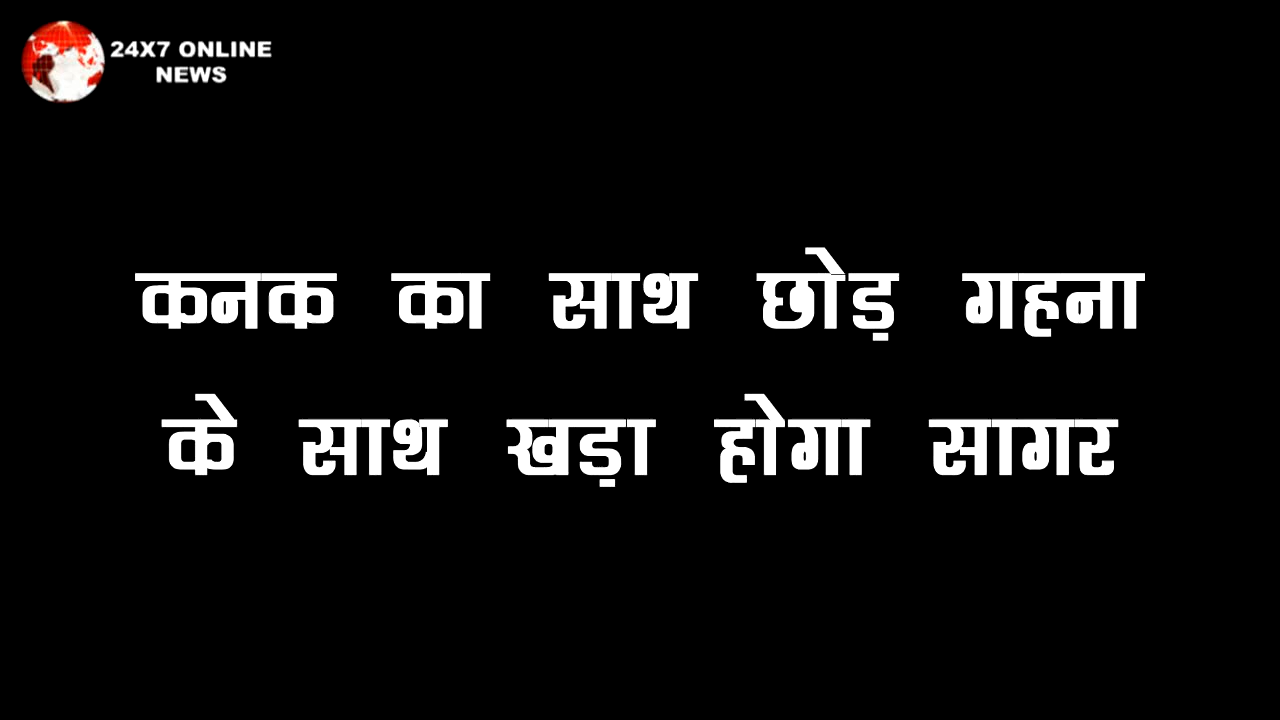 24X7 ONLINE
NEWS
कनक का साथ छोड़ गहना
के साथ खड़ा होगा सागर